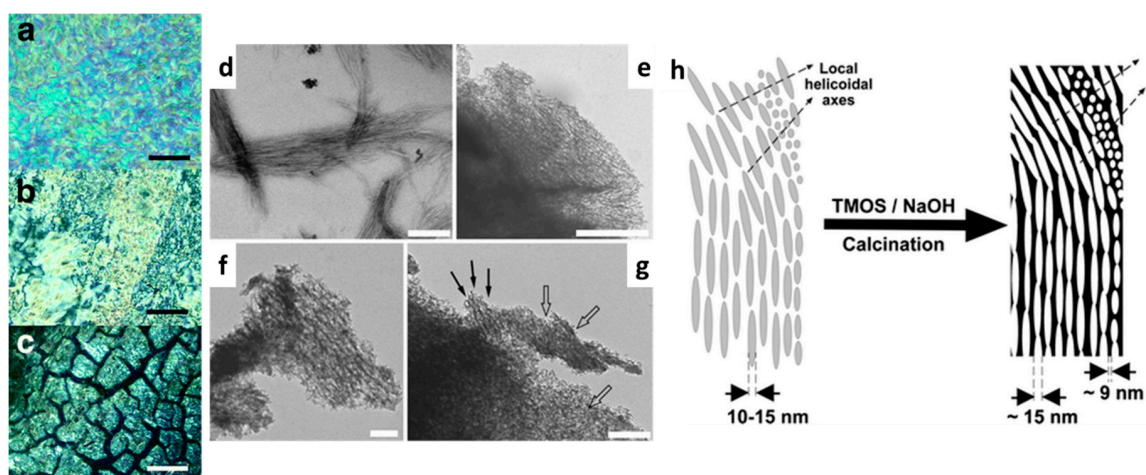 a
b
c
d
e
f
g
h
Local
helicoidal
axes
TMOS / NaOH
Calcination
10-15 nm
~ 15 nm
~ 9 nm